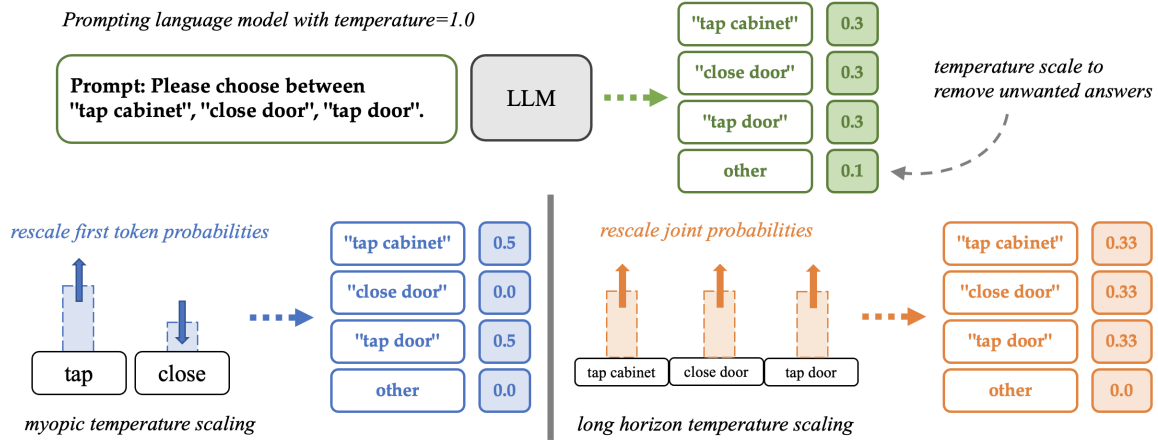 Prompting language model with temperature=1.0
Prompt: Please choose between
"tap cabinet", "close door", "tap door".
LLM
"tap cabinet"
0.3
"close door"
0.3
"tap door"
0.3
other
0.1
temperature scale to
remove unwanted answers
rescale first token probabilities
tap
close
myopic temperature scaling
"tap cabinet"
0.5
"close door"
0.0
"tap door"
0.5
other
0.0
rescale joint probabilities
tap cabinet
close door
tap door
long horizon temperature scaling
"tap cabinet"
0.33
"close door"
0.33
"tap door"
0.33
other
0.0